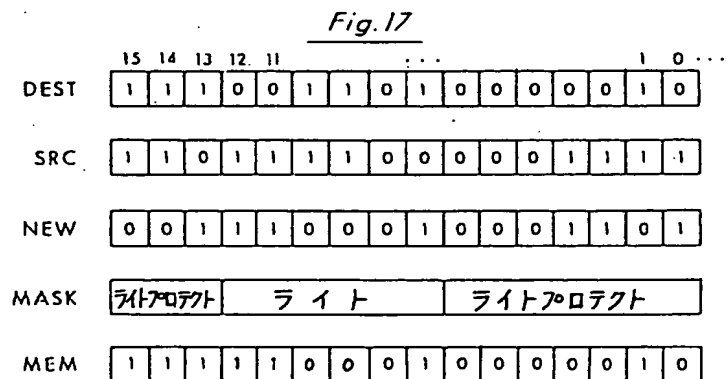 Fig.17
15 14 13 12. 11 ... 1 0 ...
DEST 1 1 1 0 0 1 1 0 1 0 0 0 0 0 1 0
SRC 1 1 0 1 1 1 1 0 0 0 0 0 1 1 1 1
NEW 0 0 1 1 1 0 0 0 1 0 0 0 1 1 0 1
MASK ライトプロテクト ライト ライトプロテクト
MEM 1 1 1 1 1 0 0 0 1 0 0 0 0 0 1 0